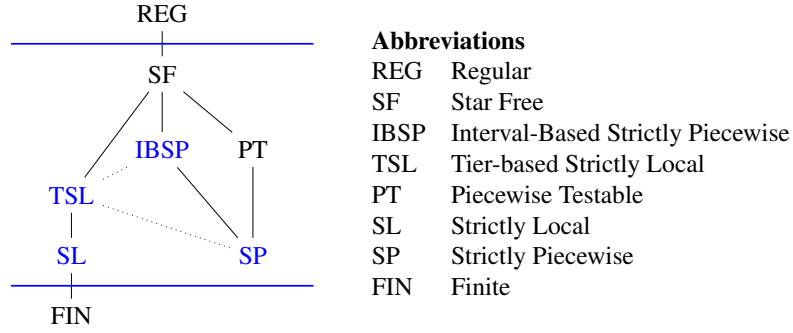 REG
SF
IBSP PT
TSL
SL SP
FIN
Abbreviations
REG Regular
SF Star Free
IBSP Interval-Based Strictly Piecewise
TSL Tier-based Strictly Local
PT Piecewise Testable
SL Strictly Local
SP Strictly Piecewise
FIN Finite